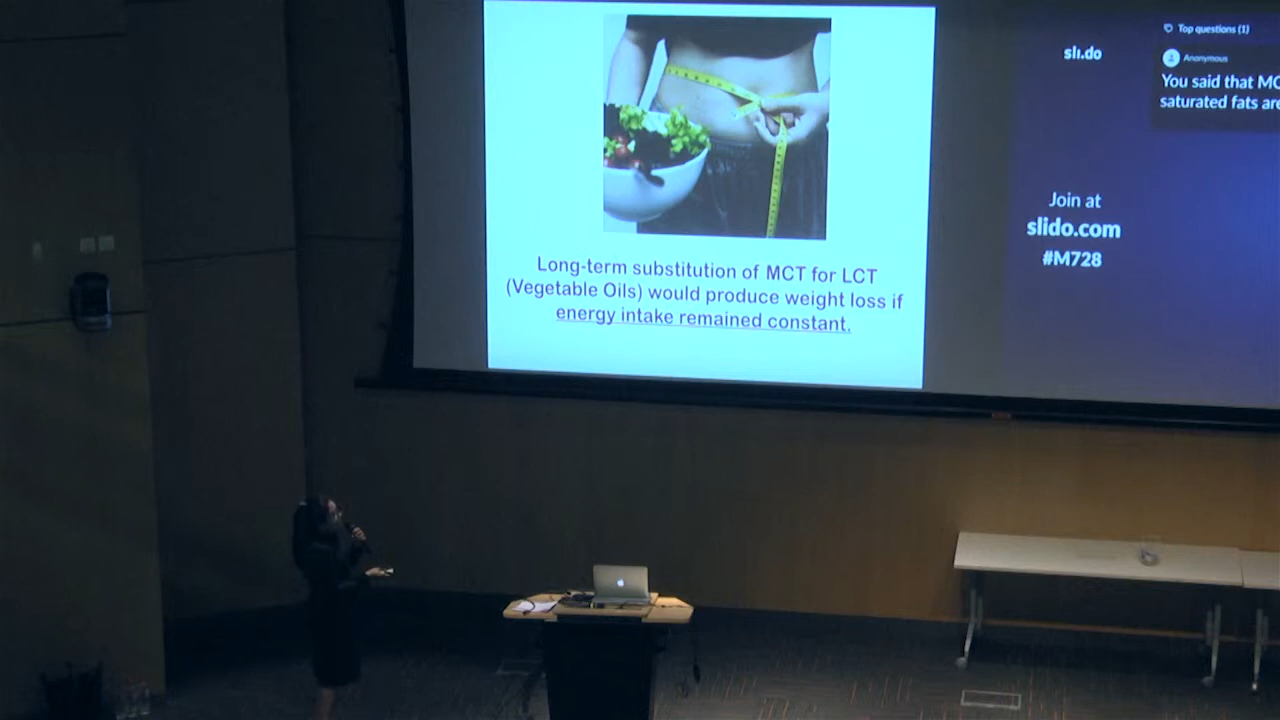 Long-term substitution of MCT for LCT
(Vegetable Oils) would produce weight loss if
energy intake remained constant.
sli.do
Join at
slido.com
#M728
Top questions (1)
Anonymous
You said that MC
saturated fats are